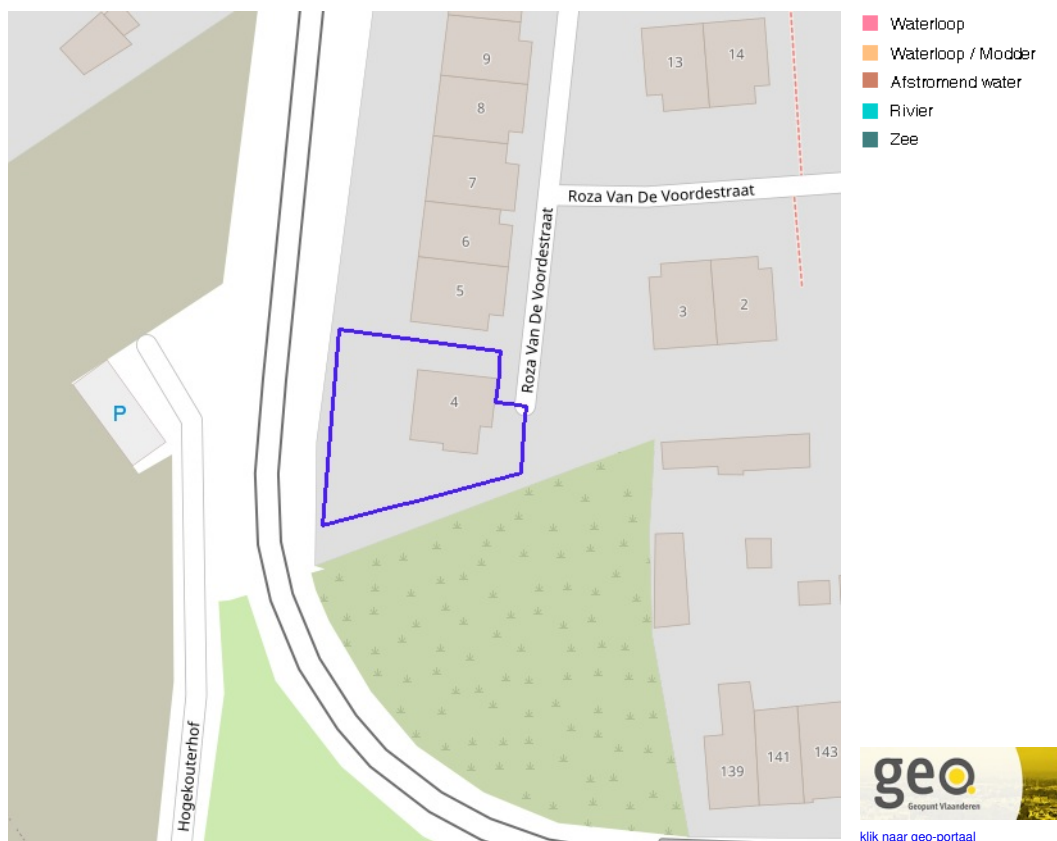 9
8
7
6
5
4
13
14
Roza Van De Voordestraat
Roza Van De Voordestraat
3
2
P
Hogekouterhof
139
141
143
Waterloop
Waterloop / Modder
Afstromend water
Rivier
Zee
geo
Geopunt Vlaanderen
klik naar geo-portaal